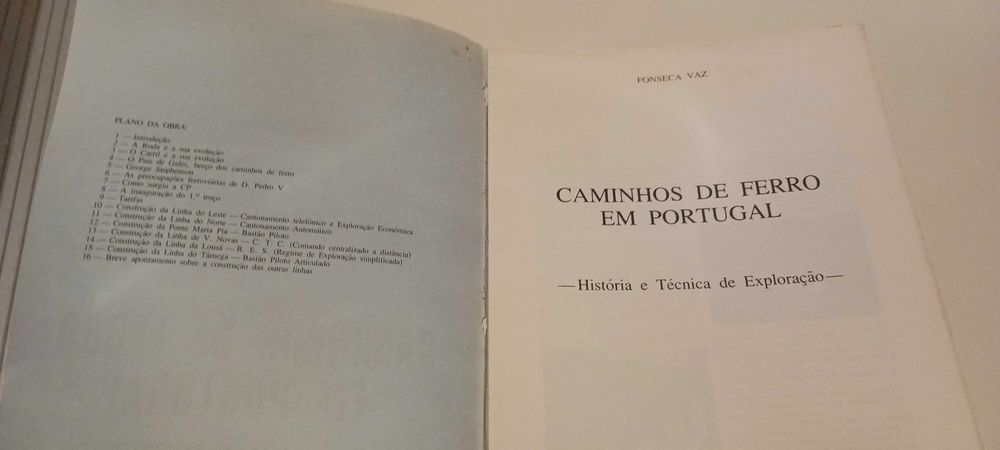 PLANO DA OBRA:
1 — Introdução
2 — A Roda e a sua evolução
3 — O Carril e a sua evolução
4 — O País de Gales, berço dos caminhos de ferro
5 — George Stephenson
6 — As preocupações ferroviárias de D. Pedro V
7 — Como surgiu a CP
8 — A inauguração do 1.º troço
9 — Tarifas
10 — Construção da Linha do Leste — Cantonamento telefónico e Exploração Económica
11 — Construção da Linha do Norte — Cantonamento Automático
12 — Construção da Ponte Maria Pia — Bastão Piloto
13 — Construção da Linha de V. Novas — C. T. C. (Comando centralizado a distância)
14 — Construção da Linha da Lousã — R. E. S. (Regime de Exploração simplificada)
15 — Construção da Linha do Tâmega — Bastão Piloto Articulado
16 — Breve apontamento sobre a construção das outras linhas
FONSECA VAZ
CAMINHOS DE FERRO
EM PORTUGAL
—História e Técnica de Exploração—